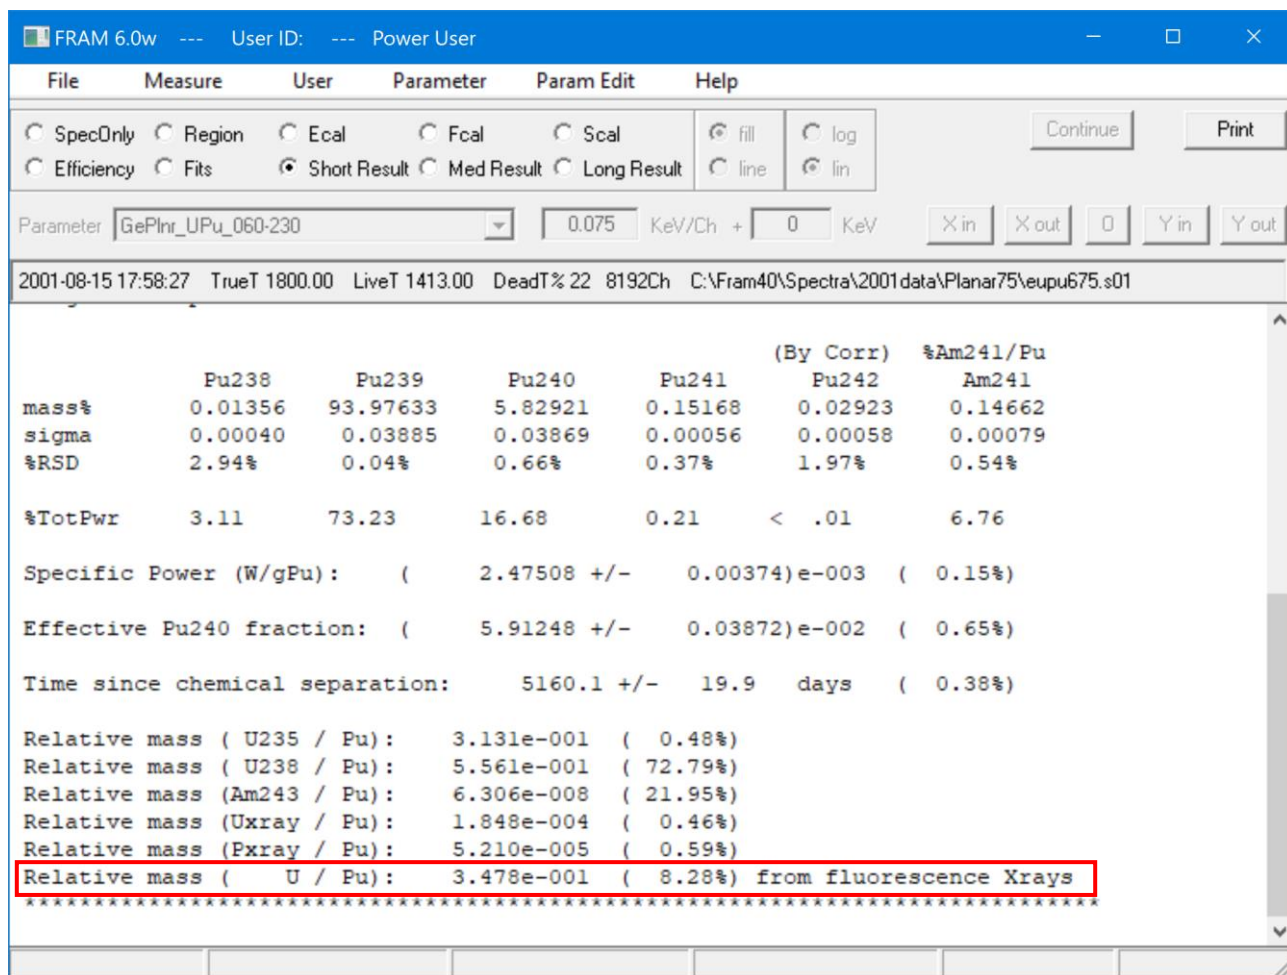 FRAM 6.0w --- User ID: --- Power User
File Measure User Parameter Param Edit Help
SpecOnly Region Ecal Fcal Scal fill log Continue Print
Efficiency Fits Short Result Med Result Long Result line lin
Parameter GePlnr_UPu_060-230 0.075 KeV/Ch + 0 KeV X in X out O Y in Y out
2001-08-15 17:58:27 TrueT 1800.00 LiveT 1413.00 DeadT% 22 8192Ch C:\Fram40\Spectra\2001data\Planar75\eupu675.s01
(By Corr) %Am241/Pu
Pu238 Pu239 Pu240 Pu241 Pu242 Am241
mass% 0.01356 93.97633 5.82921 0.15168 0.02923 0.14662
sigma 0.00040 0.03885 0.03869 0.00056 0.00058 0.00079
%RSD 2.94% 0.04% 0.66% 0.37% 1.97% 0.54%
%TotPwr 3.11 73.23 16.68 0.21 < .01 6.76
Specific Power (W/gPu): ( 2.47508 +/- 0.00374)e-003 ( 0.15%)
Effective Pu240 fraction: ( 5.91248 +/- 0.03872)e-002 ( 0.65%)
Time since chemical separation: 5160.1 +/- 19.9 days ( 0.38%)
Relative mass ( U235 / Pu): 3.131e-001 ( 0.48%)
Relative mass ( U238 / Pu): 5.561e-001 ( 72.79%)
Relative mass (Am243 / Pu): 6.306e-008 ( 21.95%)
Relative mass (Uxray / Pu): 1.848e-004 ( 0.46%)
Relative mass (Pxray / Pu): 5.210e-005 ( 0.59%)
Relative mass ( U / Pu): 3.478e-001 ( 8.28%) from fluorescence Xrays
******************************************************************************